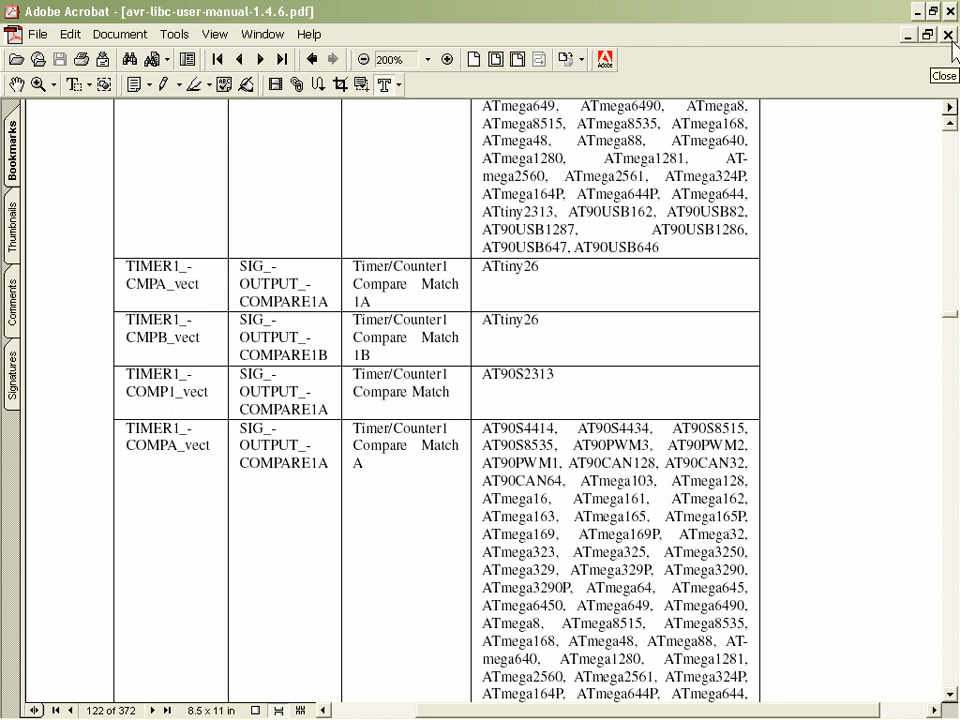 Adobe Acrobat - [avr-libc-user-manual-1.4.6.pdf]
File Edit Document Tools View Window Help
200%
Adobe
Close
Bookmarks
Thumbnails
Comments
Signatures
ATmega649, ATmega6490, ATmega8,
ATmega8515, ATmega8535, ATmega168,
ATmega48, ATmega88, ATmega640,
ATmega1280, ATmega1281, AT-
mega2560, ATmega2561, ATmega324P,
ATmega164P, ATmega644P, ATmega644,
ATtiny2313, AT90USB162, AT90USB82,
AT90USB1287, AT90USB1286,
AT90USB647, AT90USB646
TIMER1_- SIG_- Timer/Counter1 ATtiny26
CMPA_vect OUTPUT_- Compare Match
COMPARE1A 1A
TIMER1_- SIG_- Timer/Counter1 ATtiny26
CMPB_vect OUTPUT_- Compare Match
COMPARE1B 1B
TIMER1_- SIG_- Timer/Counter1 AT90S2313
COMP1_vect OUTPUT_- Compare Match
COMPARE1A
TIMER1_- SIG_- Timer/Counter1 AT90S4414, AT90S4434, AT90S8515,
COMPA_vect OUTPUT_- Compare Match AT90S8535, AT90PWM3, AT90PWM2,
COMPARE1A A AT90PWM1, AT90CAN128, AT90CAN32,
AT90CAN64, ATmega103, ATmega128,
ATmega16, ATmega161, ATmega162,
ATmega163, ATmega165, ATmega165P,
ATmega169, ATmega169P, ATmega32,
ATmega323, ATmega325, ATmega3250,
ATmega329, ATmega329P, ATmega3290,
ATmega3290P, ATmega64, ATmega645,
ATmega6450, ATmega649, ATmega6490,
ATmega8, ATmega8515, ATmega8535,
ATmega168, ATmega48, ATmega88, AT-
mega640, ATmega1280, ATmega1281,
ATmega2560, ATmega2561, ATmega324P,
ATmega164P, ATmega644P, ATmega644,
122 of 372 8.5 x 11 in